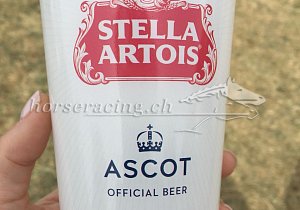 STELLA
ARTOIS
horseracing.ch
ASCOT
OFFICIAL BEER